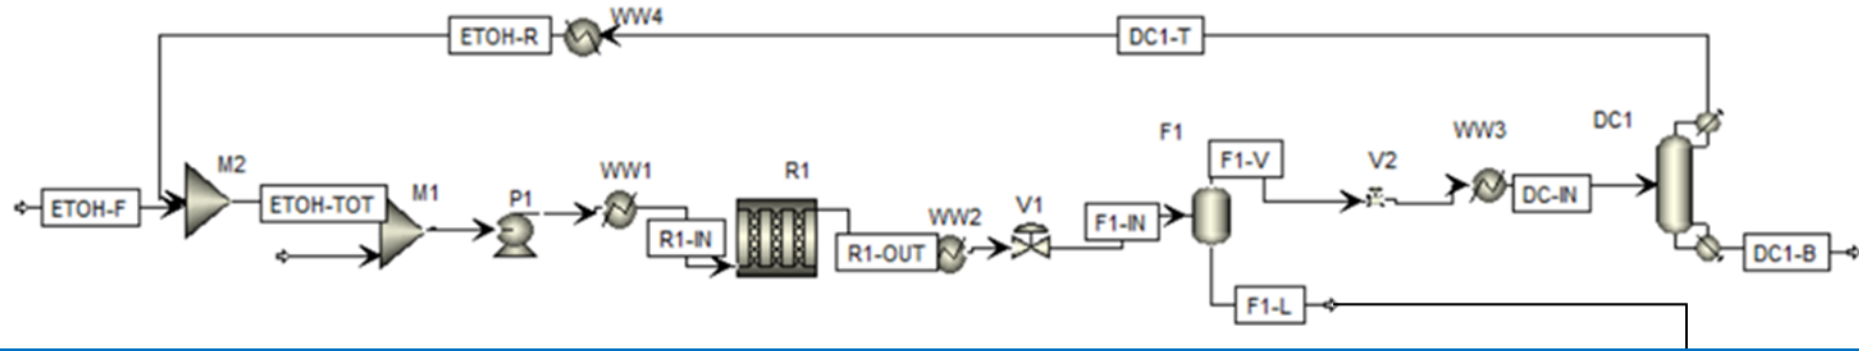 ETOH-R
WW4
DC1-T
ETOH-F
M2
ETOH-TOT
M1
P1
WW1
R1-IN
R1
R1-OUT
WW2
V1
F1-IN
F1
F1-V
F1-L
V2
WW3
DC-IN
DC1
DC1-B